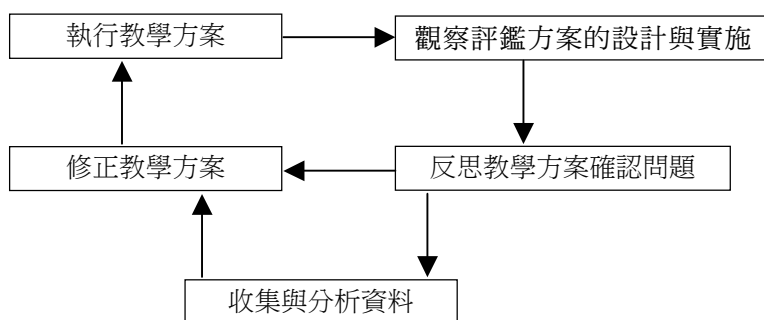 執行教學方案
觀察評鑑方案的設計與實施
修正教學方案
反思教學方案確認問題
收集與分析資料